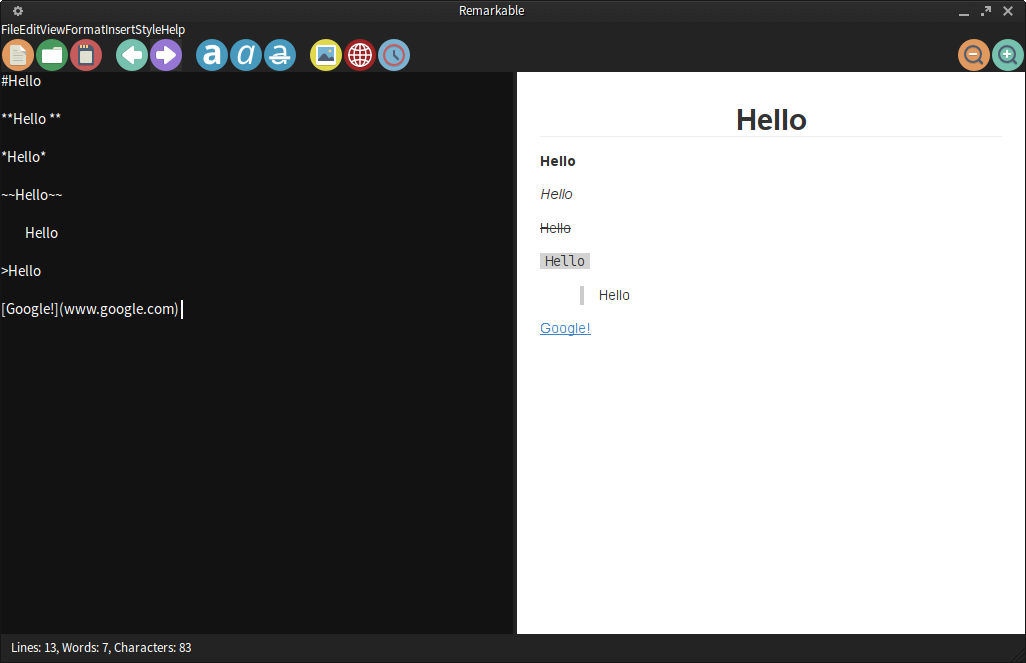 Remarkable
FileEditViewFormatInsertStyleHelp
a a a
#Hello
**Hello **
*Hello*
~~Hello~~
Hello
>Hello
[Google!](www.google.com)
Hello
Hello
Hello
Hello
Hello
Hello
Google!
Lines: 13, Words: 7, Characters: 83